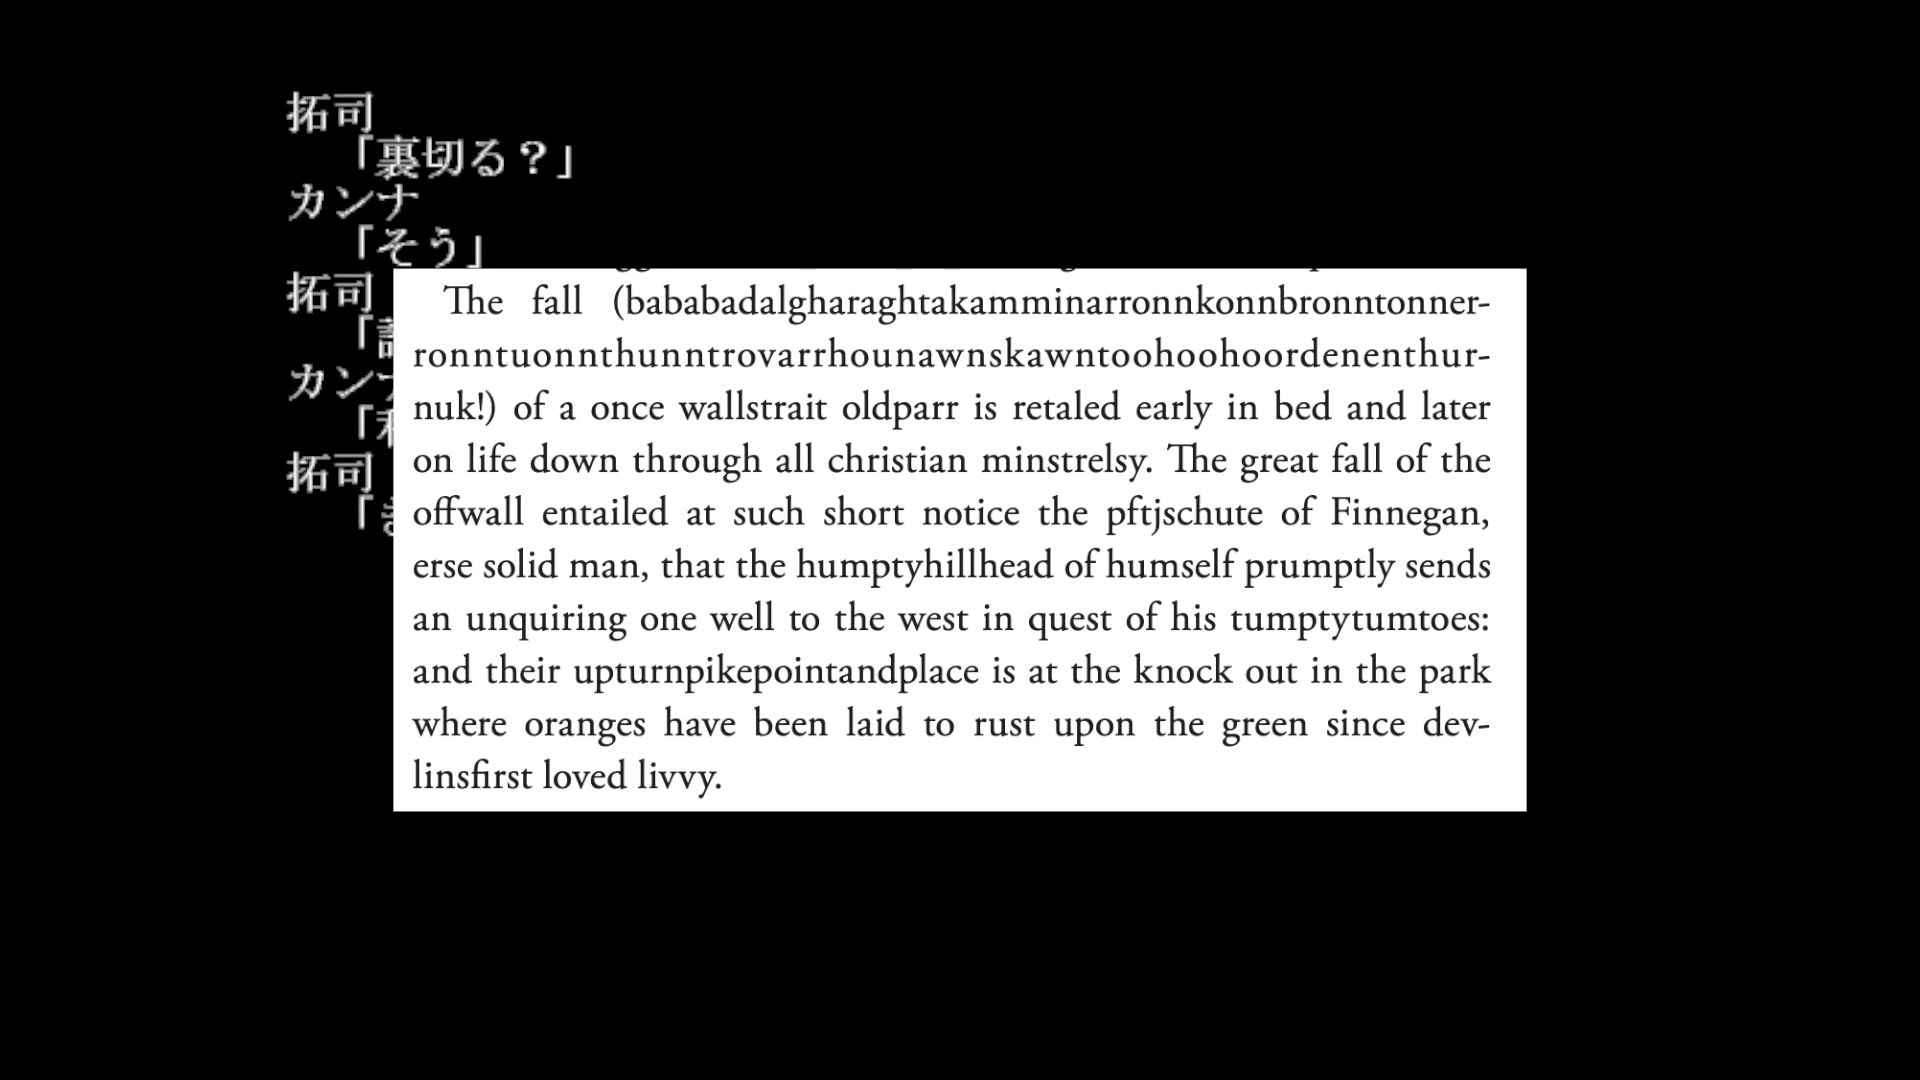 拓司
「裏切る？」
カンナ
「そう」
拓司
カンナ
「
拓司
「
The fall (bababadalgharaghtakamminarronnkonnbronntonner-
ronntuonnthunntrovarrhounawnskawntoohoohoordenenthur-
nuk!) of a once wallstrait oldparr is retaled early in bed and later
on life down through all christian minstrelsy. The great fall of the
offwall entailed at such short notice the pftjschute of Finnegan,
erse solid man, that the humptyhillhead of humself prumptly sends
an unquiring one well to the west in quest of his tumptytumtoes:
and their upturnpikepointandplace is at the knock out in the park
where oranges have been laid to rust upon the green since dev-
linsfirst loved livvy.